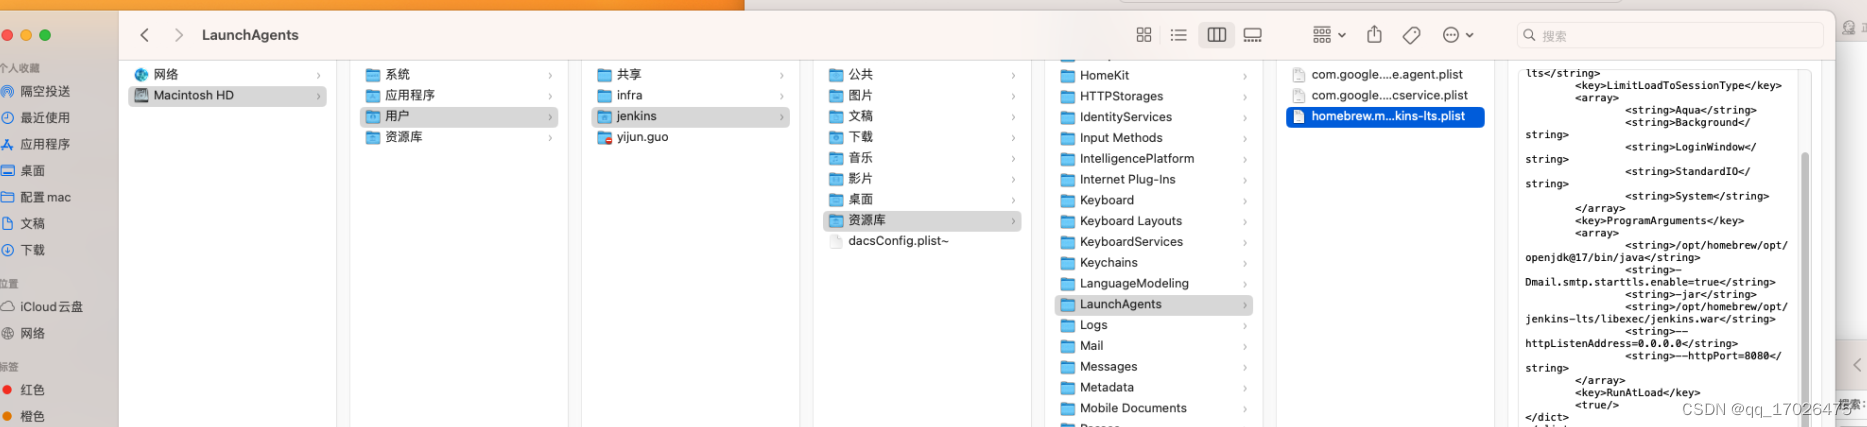 LaunchAgents
搜索
个人收藏
隔空投送
最近使用
应用程序
桌面
配置 mac
文稿
下载
位置
iCloud 云盘
网络
标签
红色
橙色
网络
Macintosh HD
系统
应用程序
用户
资源库
共享
infra
jenkins
yijun.guo
公共
图片
文稿
下载
音乐
影片
桌面
资源库
dacsConfig.plist~
HomeKit
HTTPStorages
IdentityServices
Input Methods
IntelligencePlatform
Internet Plug-Ins
Keyboard
Keyboard Layouts
KeyboardServices
Keychains
LanguageModeling
LaunchAgents
Logs
Mail
Messages
Metadata
Mobile Documents
com.google....e.agent.plist
com.google....cservice.plist
homebrew.m...kins-lts.plist
lts</string>
<key>LimitLoadToSessionType</key>
<array>
<string>Aqua</string>
<string>Background</
string>
<string>LoginWindow</
string>
<string>StandardIO</
string>
<string>System</string>
</array>
<key>ProgramArguments</key>
<array>
<string>/opt/homebrew/opt/
openjdk@17/bin/java</string>
<string>-
Dmail.smtp.starttls.enable=true</string>
<string>-jar</string>
<string>/opt/homebrew/opt/
jenkins-lts/libexec/jenkins.war</string>
<string>--
httpListenAddress=0.0.0.0</string>
<string>--httpPort=8080</
string>
</array>
<key>RunAtLoad</key>
<true/>
</dict>
搜索:
CSDN @qq_17026475